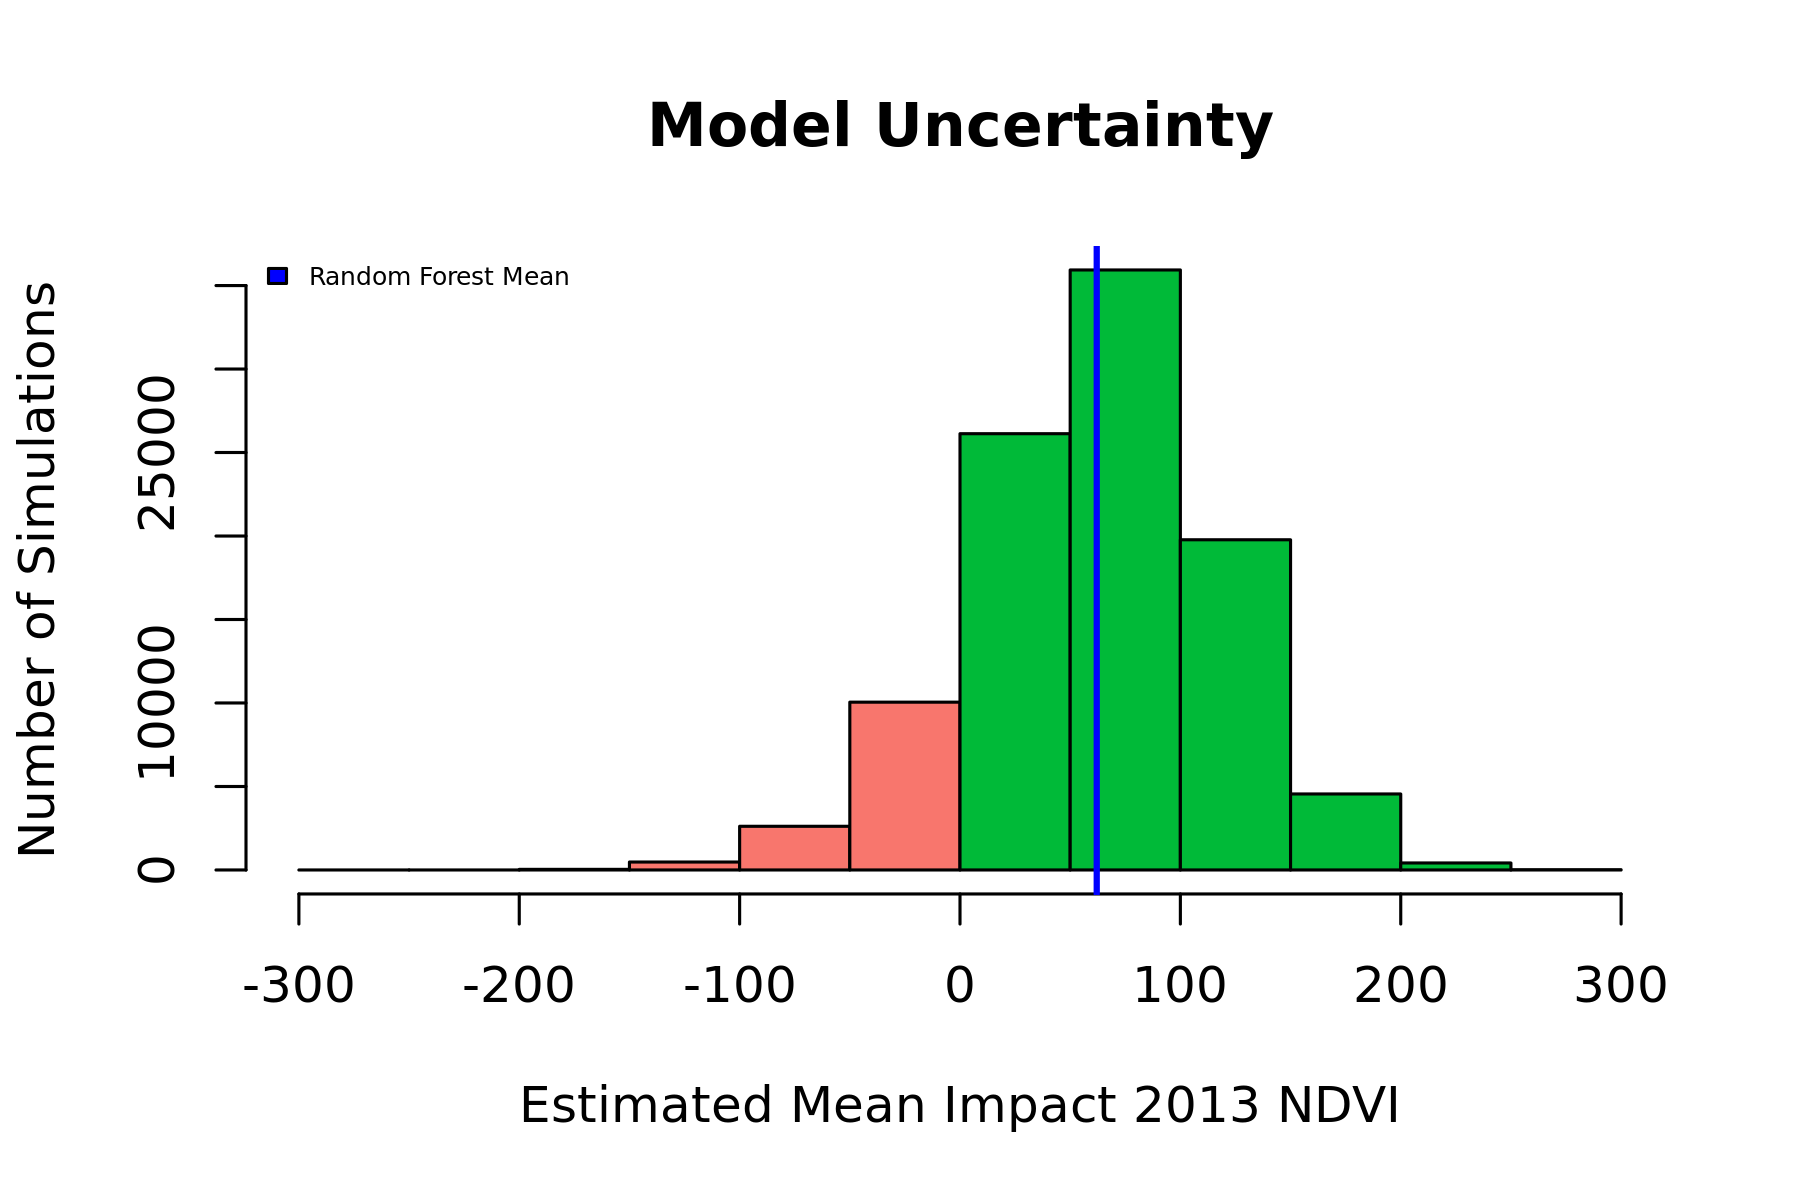 Model Uncertainty
Random Forest Mean
Number of Simulations
25000
10000
0
-300 -200 -100 0 100 200 300
Estimated Mean Impact 2013 NDVI